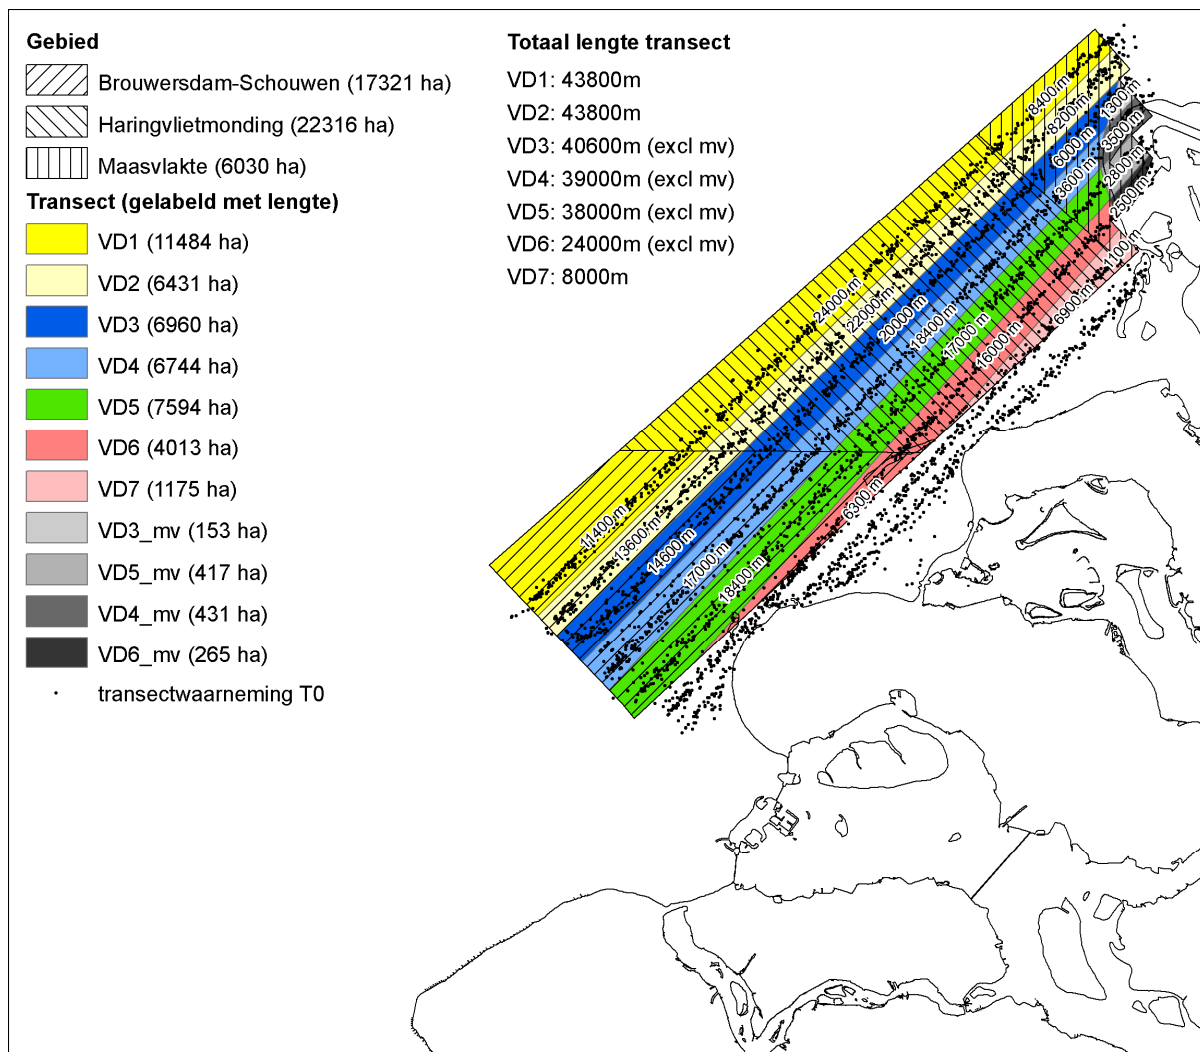 Gebied
Brouwersdam-Schouwen (17321 ha)
Haringvlietmonding (22316 ha)
Maasvlakte (6030 ha)
Transect (gelabeld met lengte)
VD1 (11484 ha)
VD2 (6431 ha)
VD3 (6960 ha)
VD4 (6744 ha)
VD5 (7594 ha)
VD6 (4013 ha)
VD7 (1175 ha)
VD3_mv (153 ha)
VD5_mv (417 ha)
VD4_mv (431 ha)
VD6_mv (265 ha)
transectwaarneming T0
Totaal lengte transect
VD1: 43800m
VD2: 43800m
VD3: 40600m (excl mv)
VD4: 39000m (excl mv)
VD5: 38000m (excl mv)
VD6: 24000m (excl mv)
VD7: 8000m
8400 m
8200 m
6000 m
3600 m
1300 m
3500 m
2800 m
2500 m
1100 m
24000 m
22000 m
20000 m
18400 m
17000 m
16000 m
6900 m
11400 m
13600 m
14600 m
17000 m
18400 m
6300 m